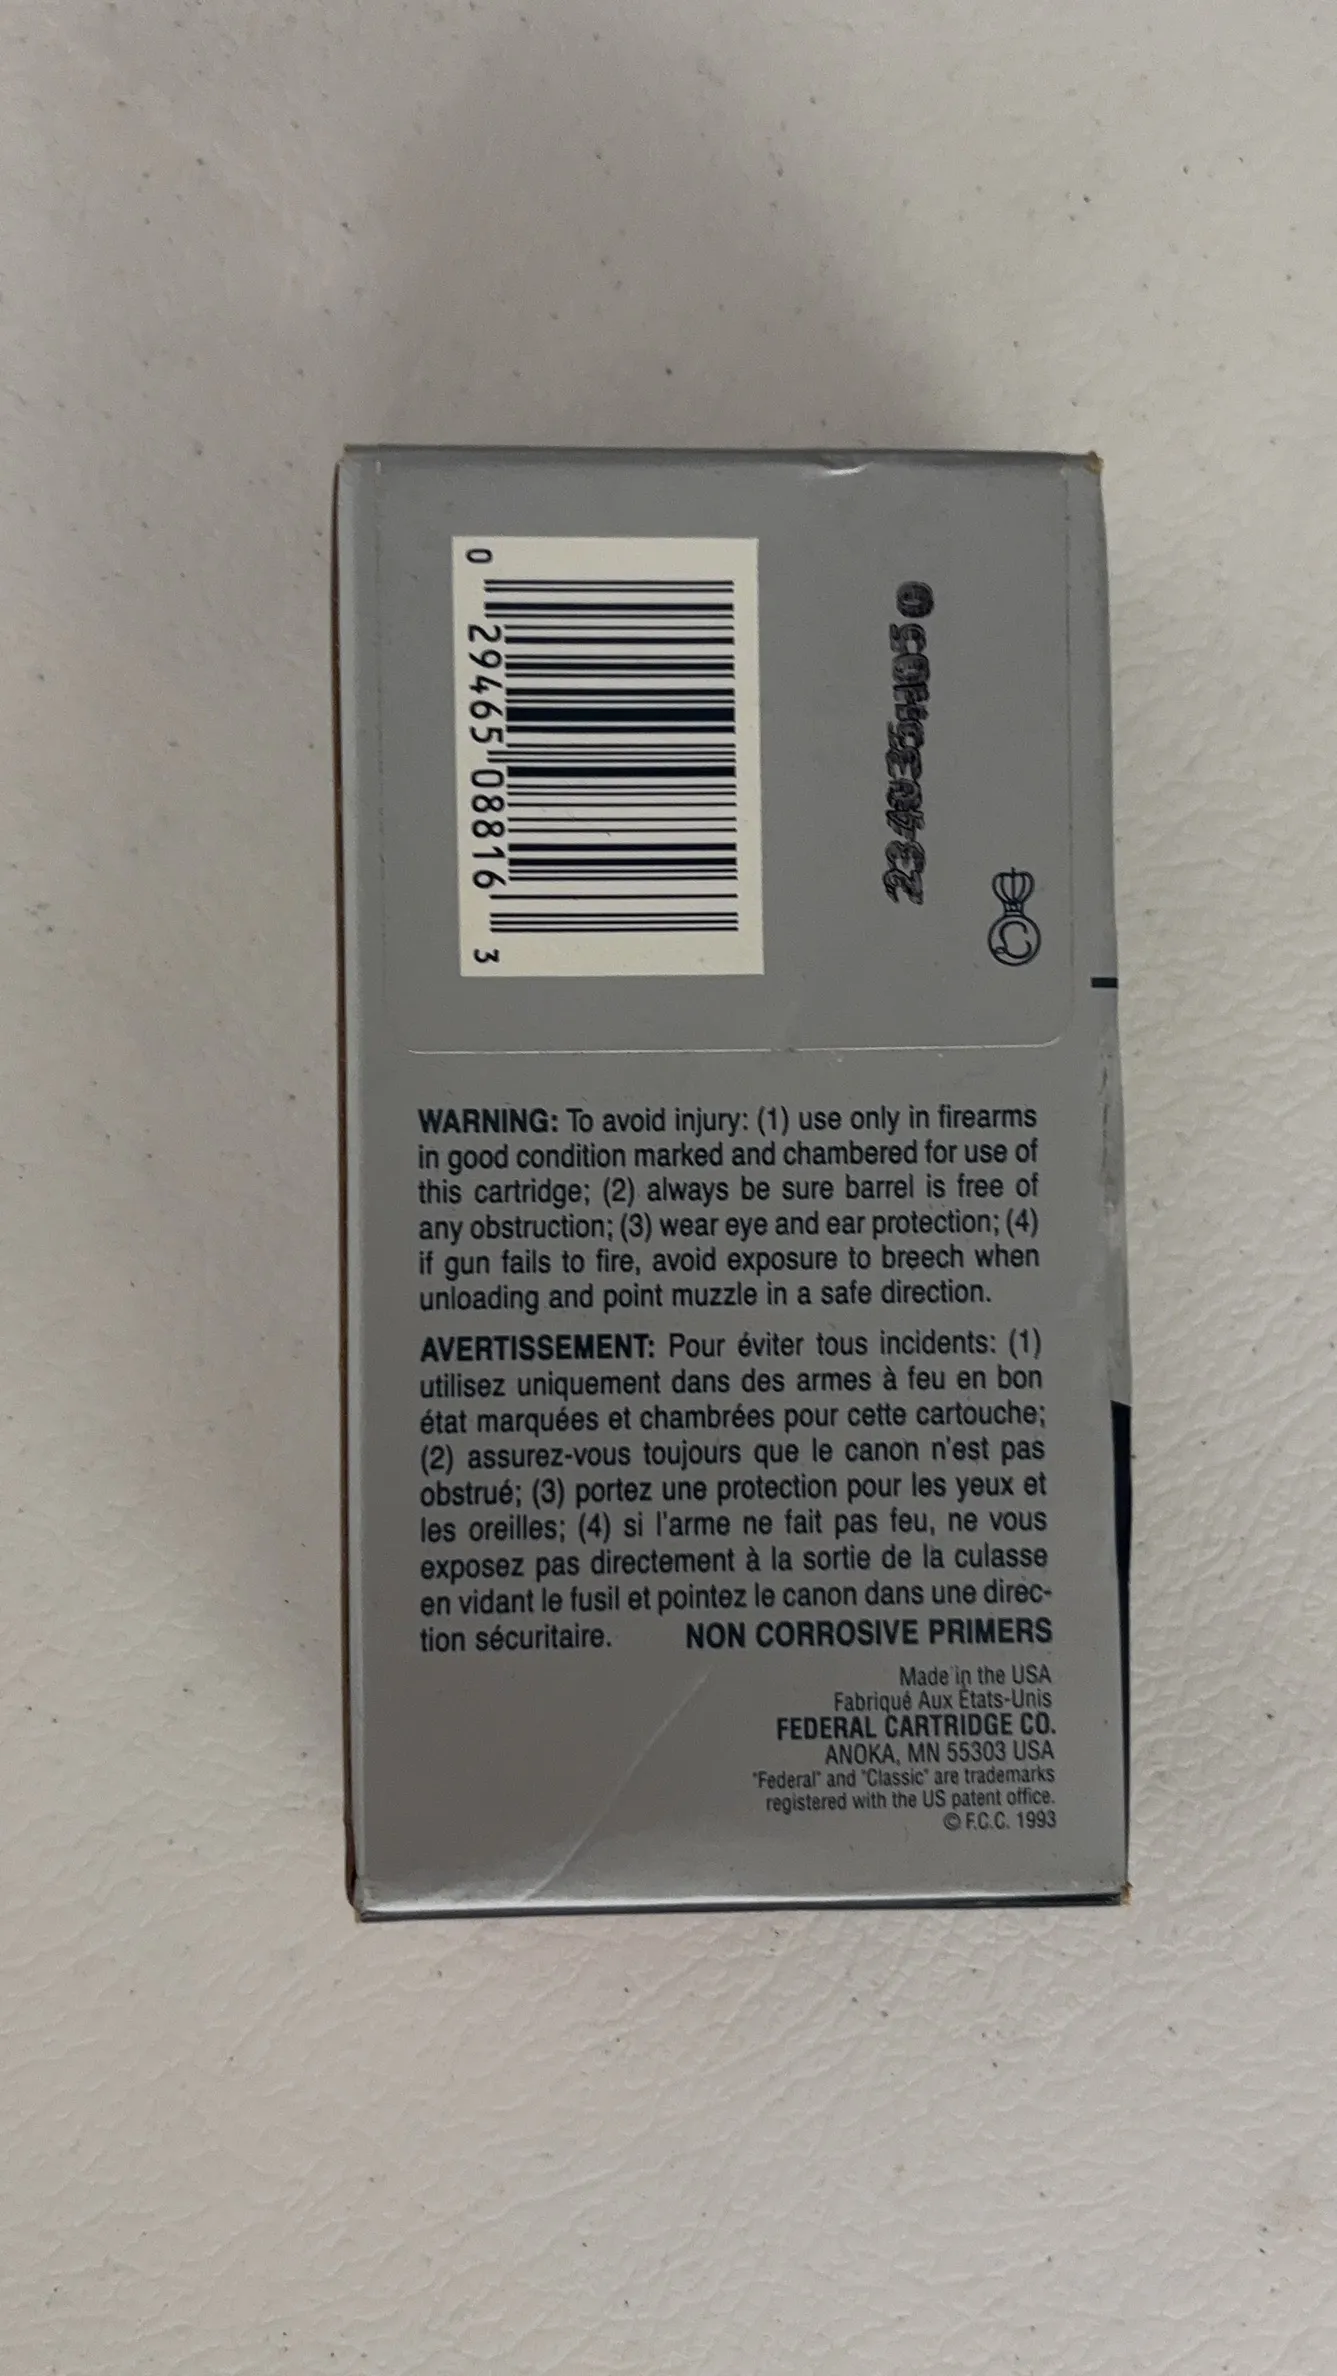 0 29465 08816 3
WARNING: To avoid injury: (1) use only in firearms
in good condition marked and chambered for use of
this cartridge; (2) always be sure barrel is free of
any obstruction; (3) wear eye and ear protection; (4)
if gun fails to fire, avoid exposure to breech when
unloading and point muzzle in a safe direction.
AVERTISSEMENT: Pour éviter tous incidents: (1)
utilisez uniquement dans des armes à feu en bon
état marquées et chambrées pour cette cartouche;
(2) assurez-vous toujours que le canon n'est pas
obstrué; (3) portez une protection pour les yeux et
les oreilles; (4) si l'arme ne fait pas feu, ne vous
exposez pas directement à la sortie de la culasse
en vidant le fusil et pointez le canon dans une direc-
tion sécuritaire. NON CORROSIVE PRIMERS
Made in the USA
Fabriqué Aux États-Unis
FEDERAL CARTRIDGE CO.
ANOKA, MN 55303 USA
"Federal" and "Classic" are trademarks
registered with the US patent office.
© F.C.C. 1993